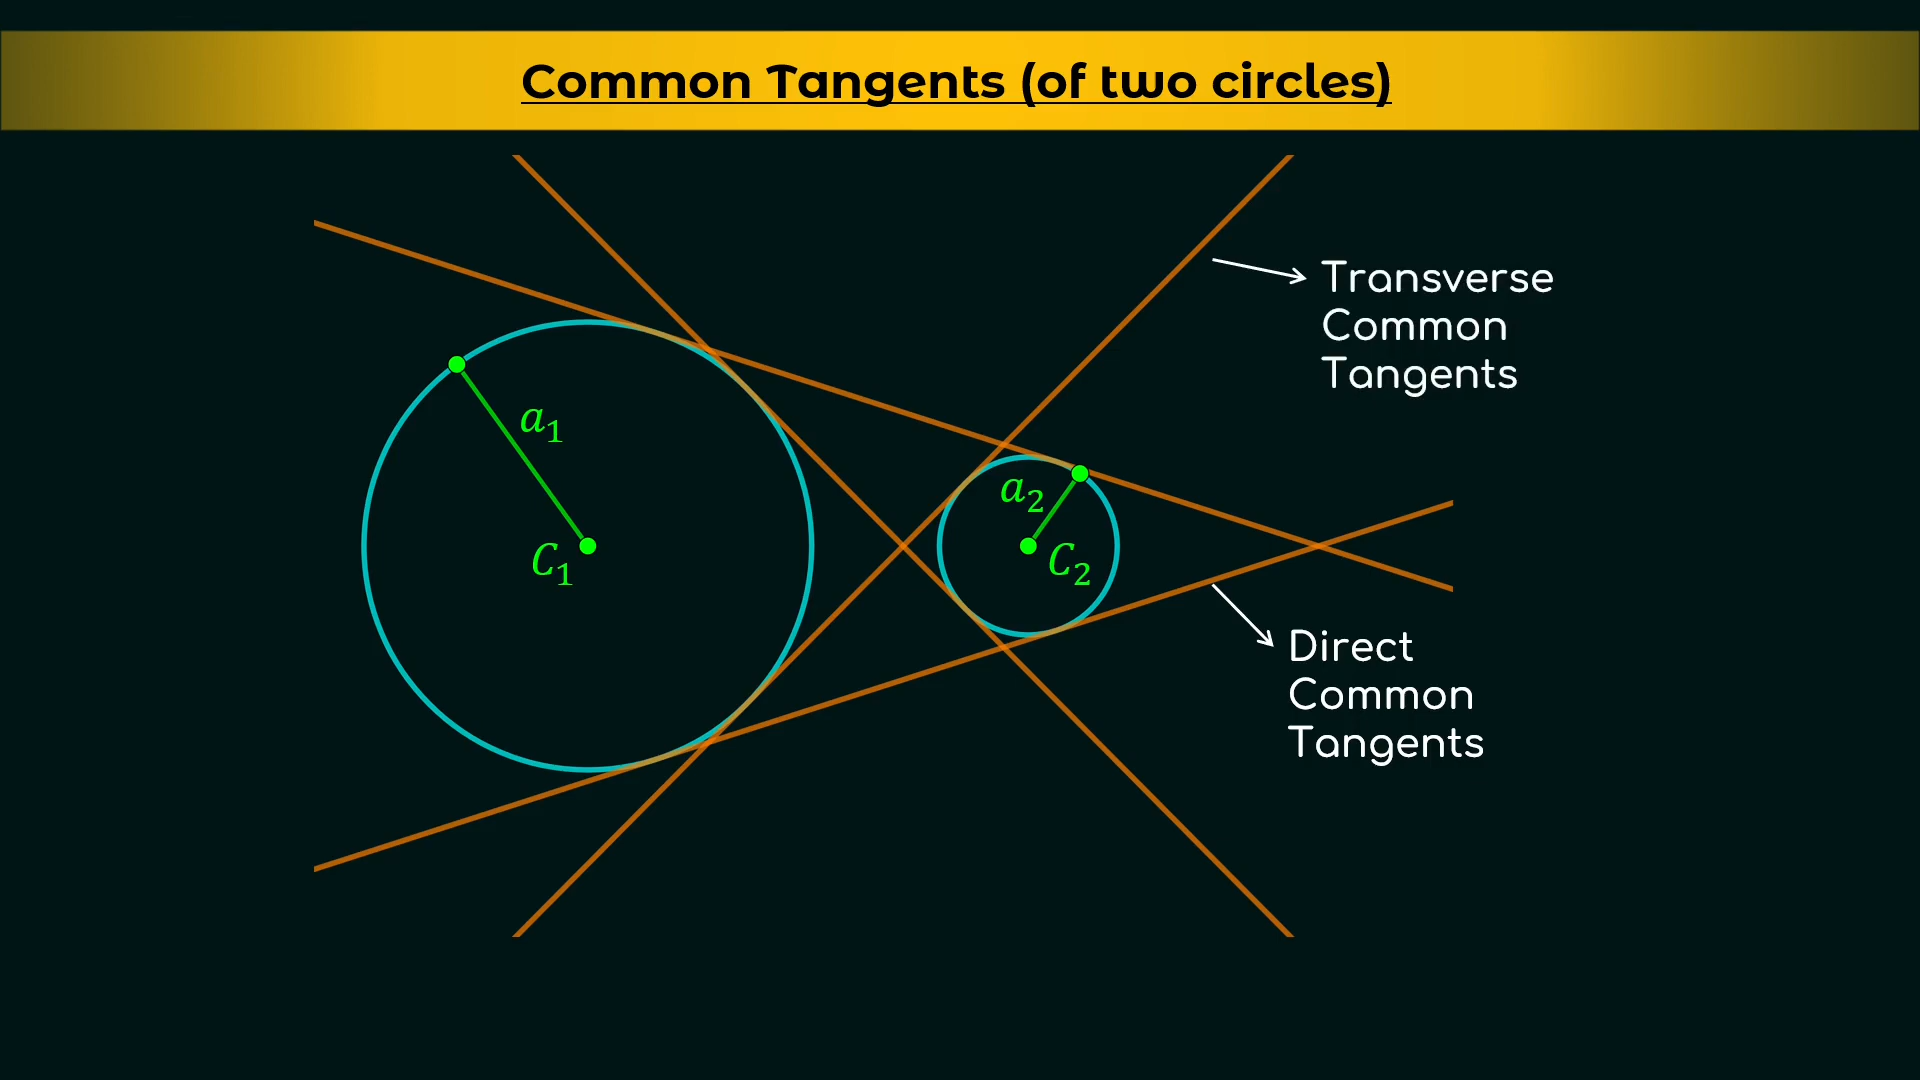 Common Tangents (of two circles)
Transverse
Common
Tangents
a₁
a₂
C₁
C₂
Direct
Common
Tangents